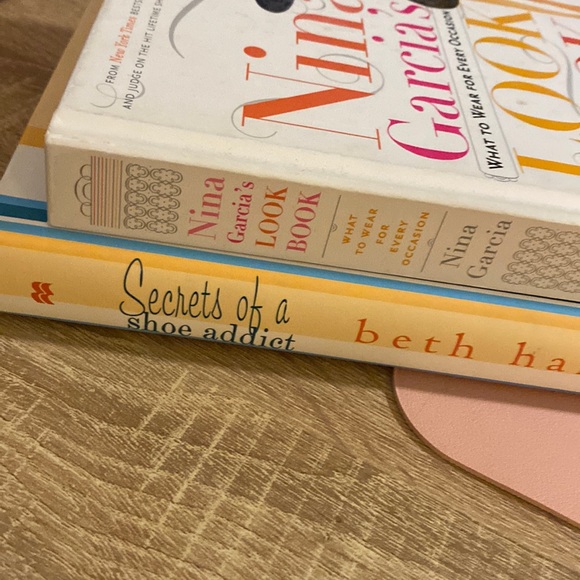 FROM New York Times
AND JUDGE ON THE HIT LIFETIME
Nina
Garcia's
LOOK
WHAT TO WEAR FOR EVERY OCCASION
Nina
Garcia's
LOOK
BOOK
WHAT
TO WEAR
FOR
EVERY
OCCASION
Nina
Garcia
Secrets of a
shoe addict
beth